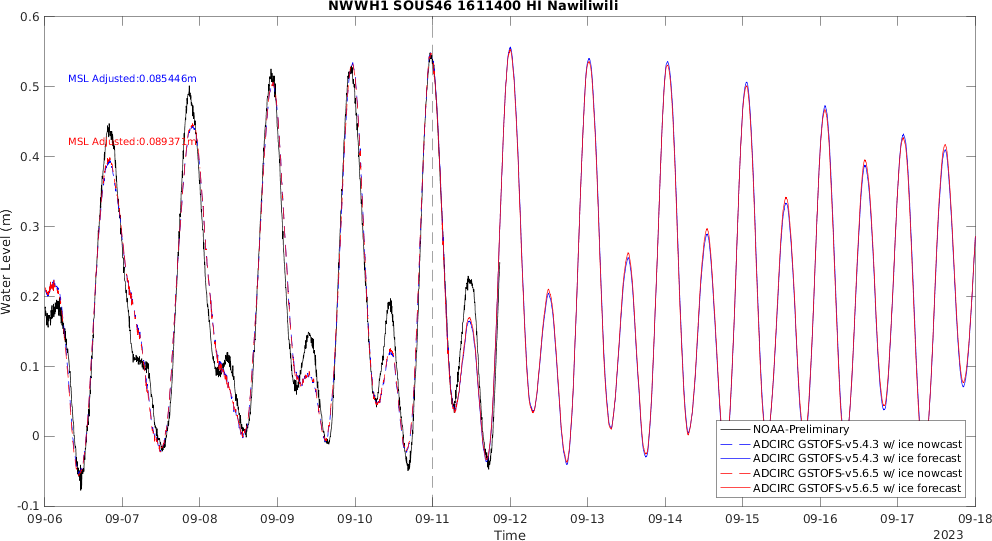 NWWH1 SOUS46 1611400 HI Nawiliwili
0.6
0.5
0.4
0.3
0.2
0.1
0
-0.1
Water Level (m)
MSL Adjusted:0.085446m
MSL Adjusted:0.089371m
NOAA-Preliminary
ADCIRC GSTOFS-v5.4.3 w/ ice nowcast
ADCIRC GSTOFS-v5.4.3 w/ ice forecast
ADCIRC GSTOFS-v5.6.5 w/ ice nowcast
ADCIRC GSTOFS-v5.6.5 w/ ice forecast
09-06 09-07 09-08 09-09 09-10 09-11 09-12 09-13 09-14 09-15 09-16 09-17 09-18
Time
2023